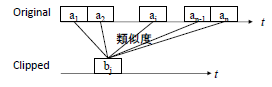 Original a1 a2 ai an-1 an t
類似度
Clipped bj t